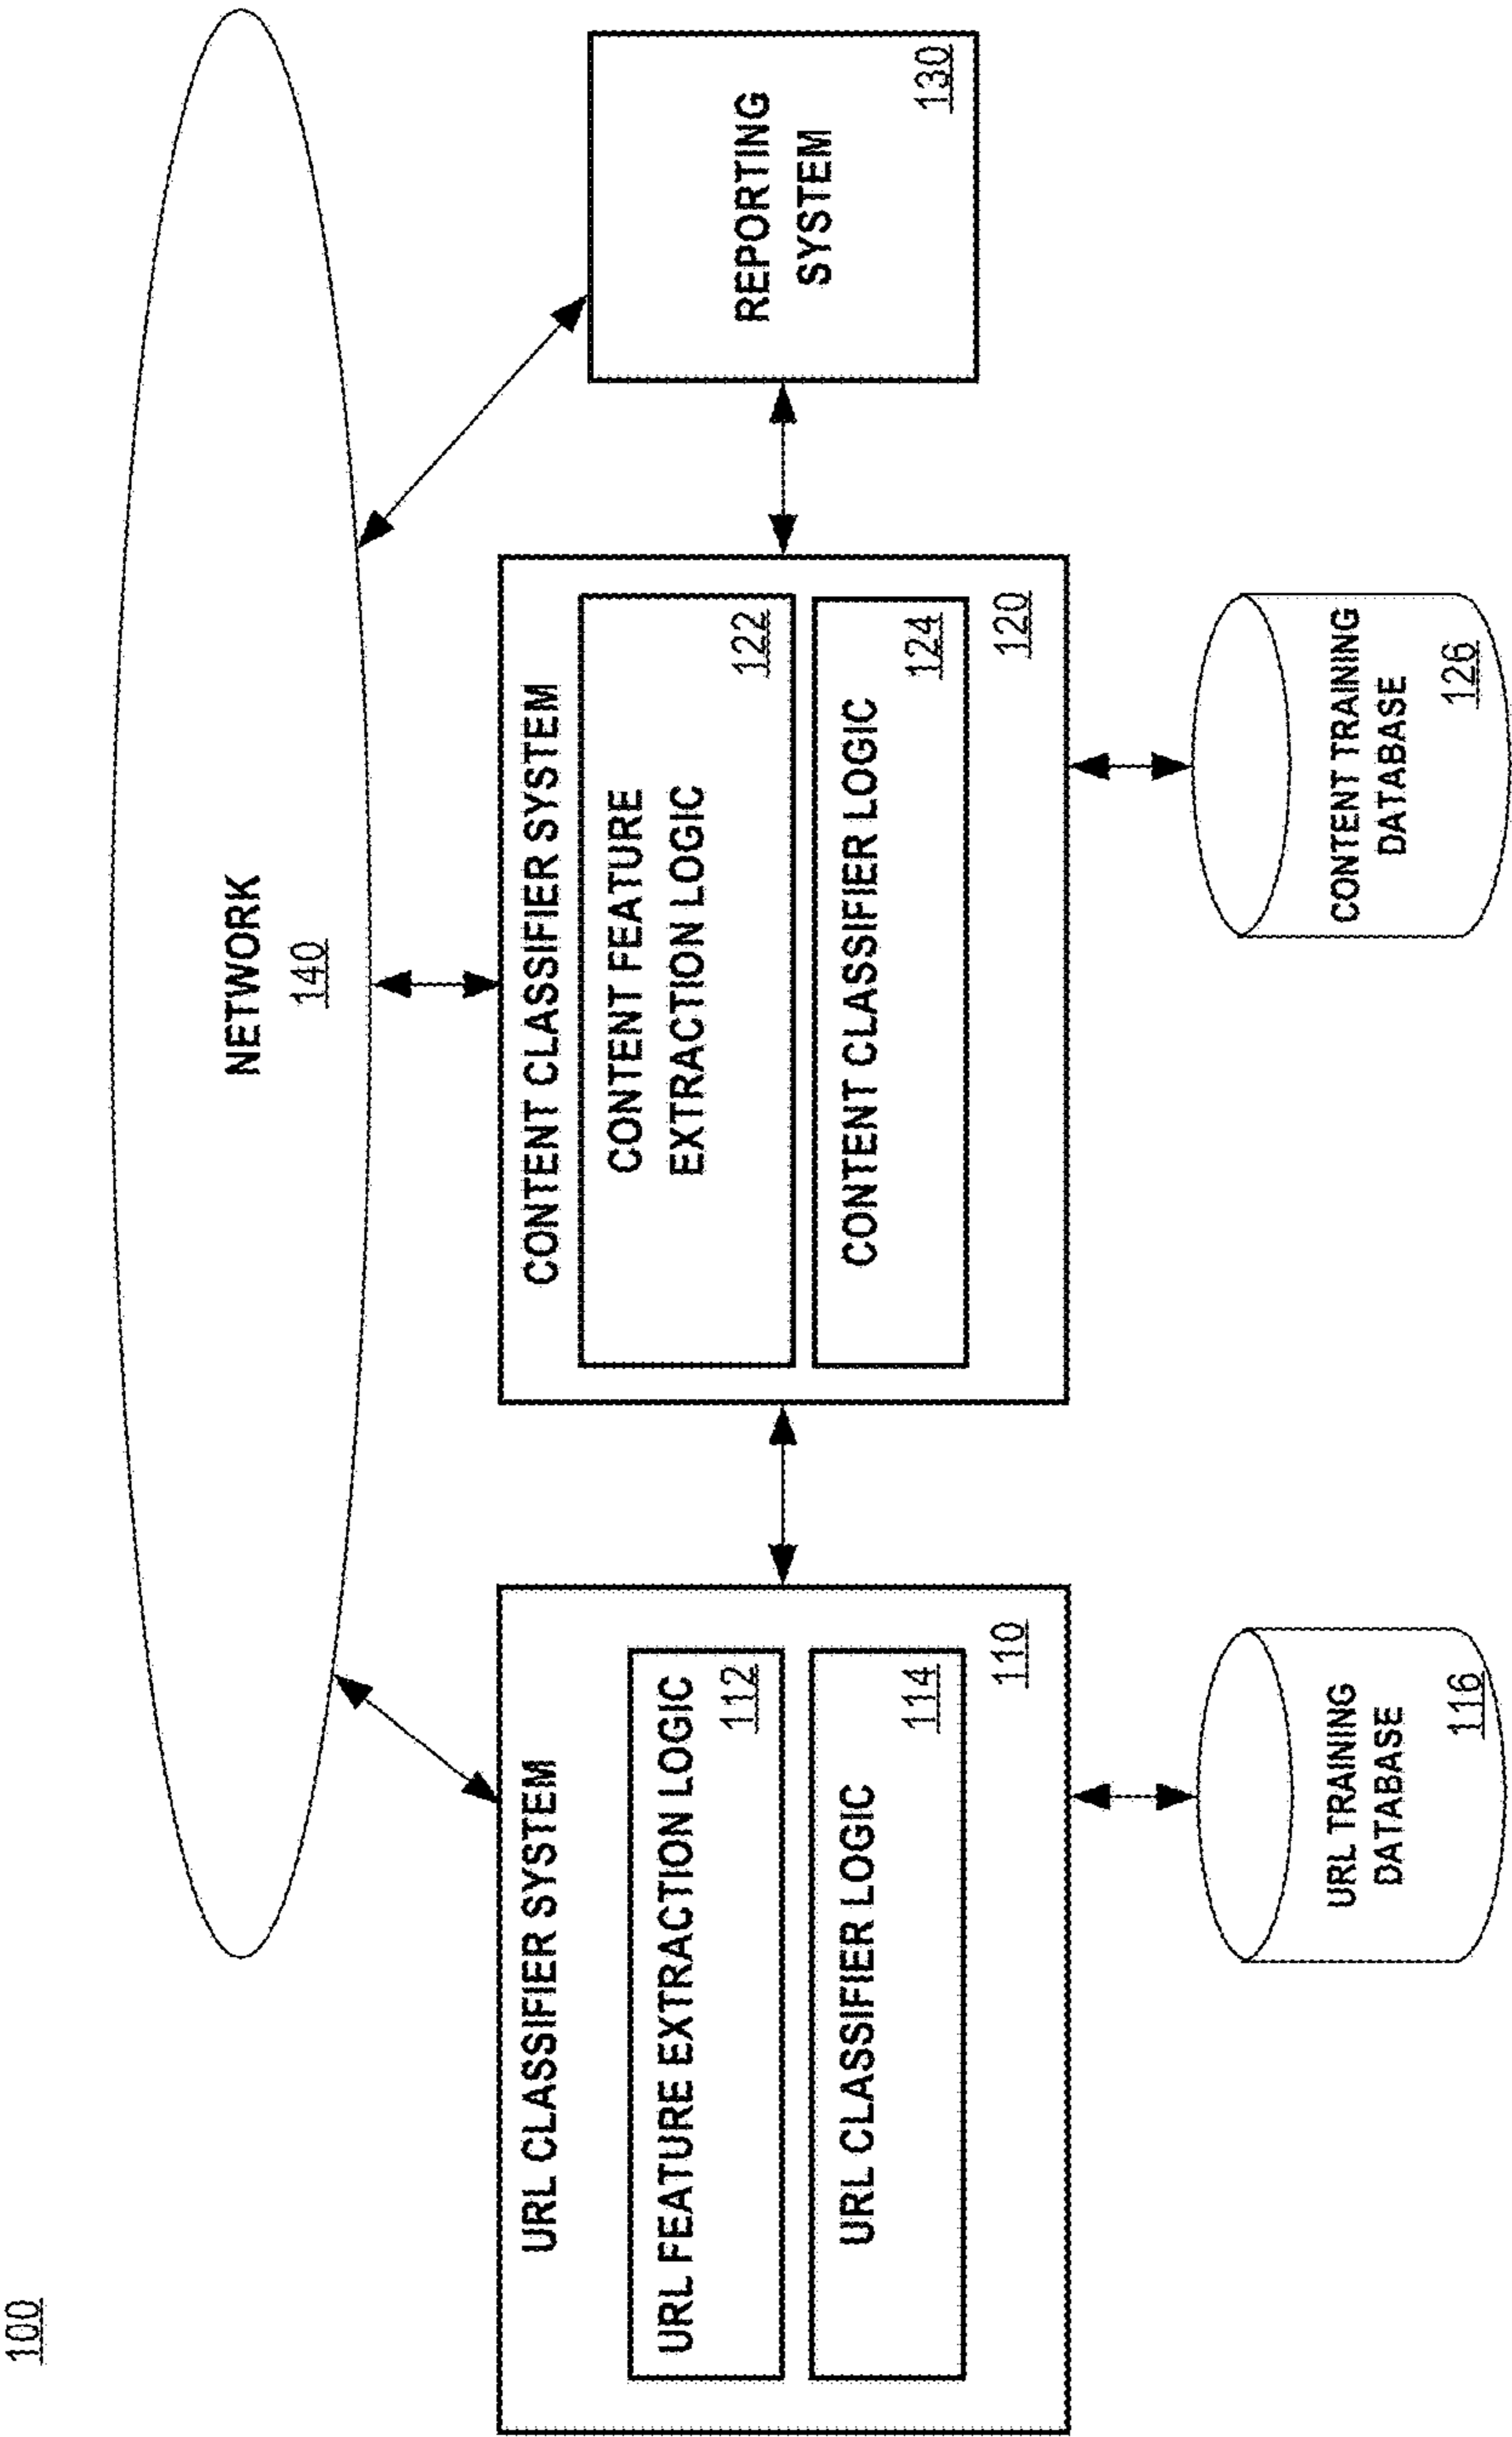 100
NETWORK
140
URL CLASSIFIER SYSTEM
URL FEATURE EXTRACTION LOGIC
112
URL CLASSIFIER LOGIC
114
110
URL TRAINING
DATABASE
116
CONTENT CLASSIFIER SYSTEM
CONTENT FEATURE
EXTRACTION LOGIC
122
CONTENT CLASSIFIER LOGIC
124
120
CONTENT TRAINING
DATABASE
126
REPORTING
SYSTEM
130